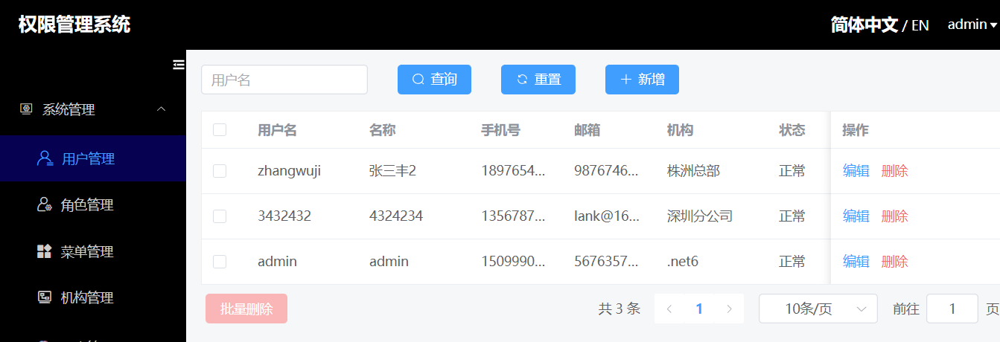 权限管理系统
简体中文 / EN admin
系统管理
用户管理
角色管理
菜单管理
机构管理
用户名 查询 重置 新增
用户名 名称 手机号 邮箱 机构 状态 操作
zhangwuji 张三丰2 1897654... 9876746... 株洲总部 正常 编辑 删除
3432432 4324234 1356787... lank@16... 深圳分公司 正常 编辑 删除
admin admin 1509990... 5676357... .net6 正常 编辑 删除
批量删除 共 3 条 1 10条/页 前往 1 页